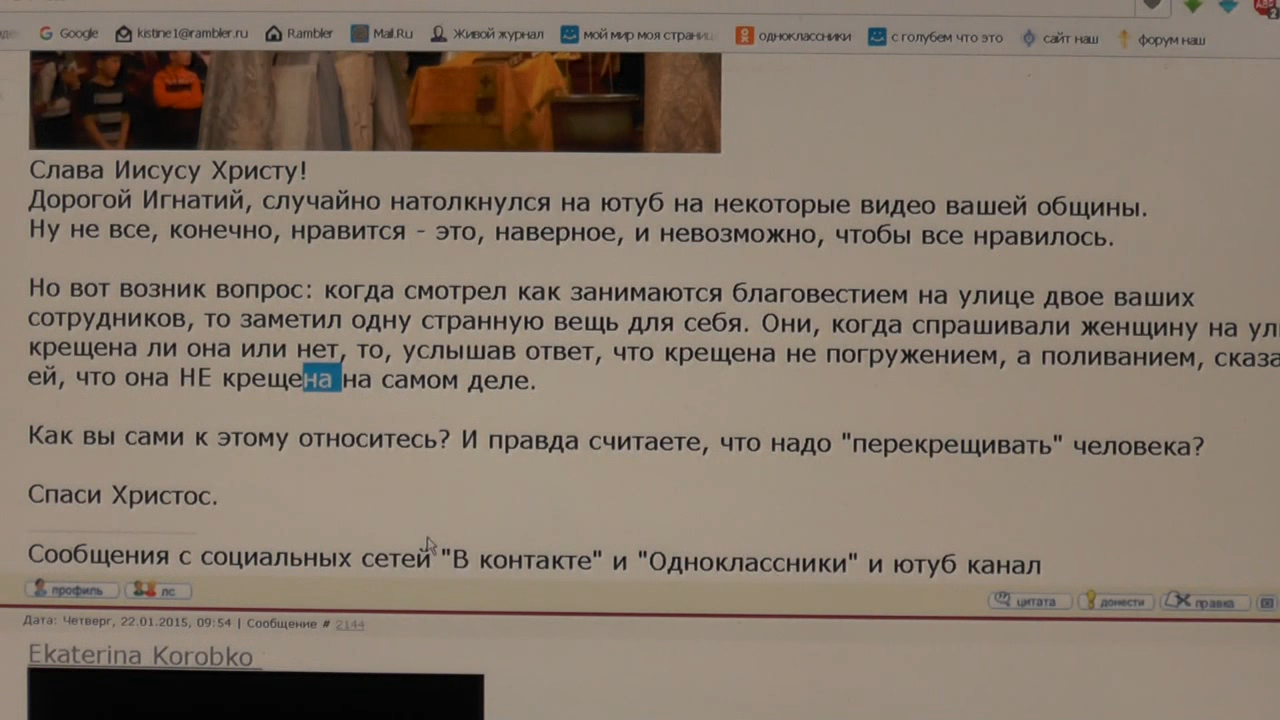 Google kistine1@rambler.ru Rambler Mail.Ru Живой журнал мой мир моя страниц одноклассники с голубем что это сайт наш форум наш
Слава Иисусу Христу!
Дорогой Игнатий, случайно натолкнулся на ютуб на некоторые видео вашей общины.
Ну не все, конечно, нравится - это, наверное, и невозможно, чтобы все нравилось.
Но вот возник вопрос: когда смотрел как занимаются благовестием на улице двое ваших
сотрудников, то заметил одну странную вещь для себя. Они, когда спрашивали женщину на ули
крещена ли она или нет, то, услышав ответ, что крещена не погружением, а поливанием, сказа
ей, что она НЕ крещена на самом деле.
Как вы сами к этому относитесь? И правда считаете, что надо "перекрещивать" человека?
Спаси Христос.
Сообщения с социальных сетей "В контакте" и "Одноклассники" и ютуб канал
профиль лс цитата донести правка
Дата: Четверг, 22.01.2015, 09:54 | Сообщение # 2144
Ekaterina Korobko